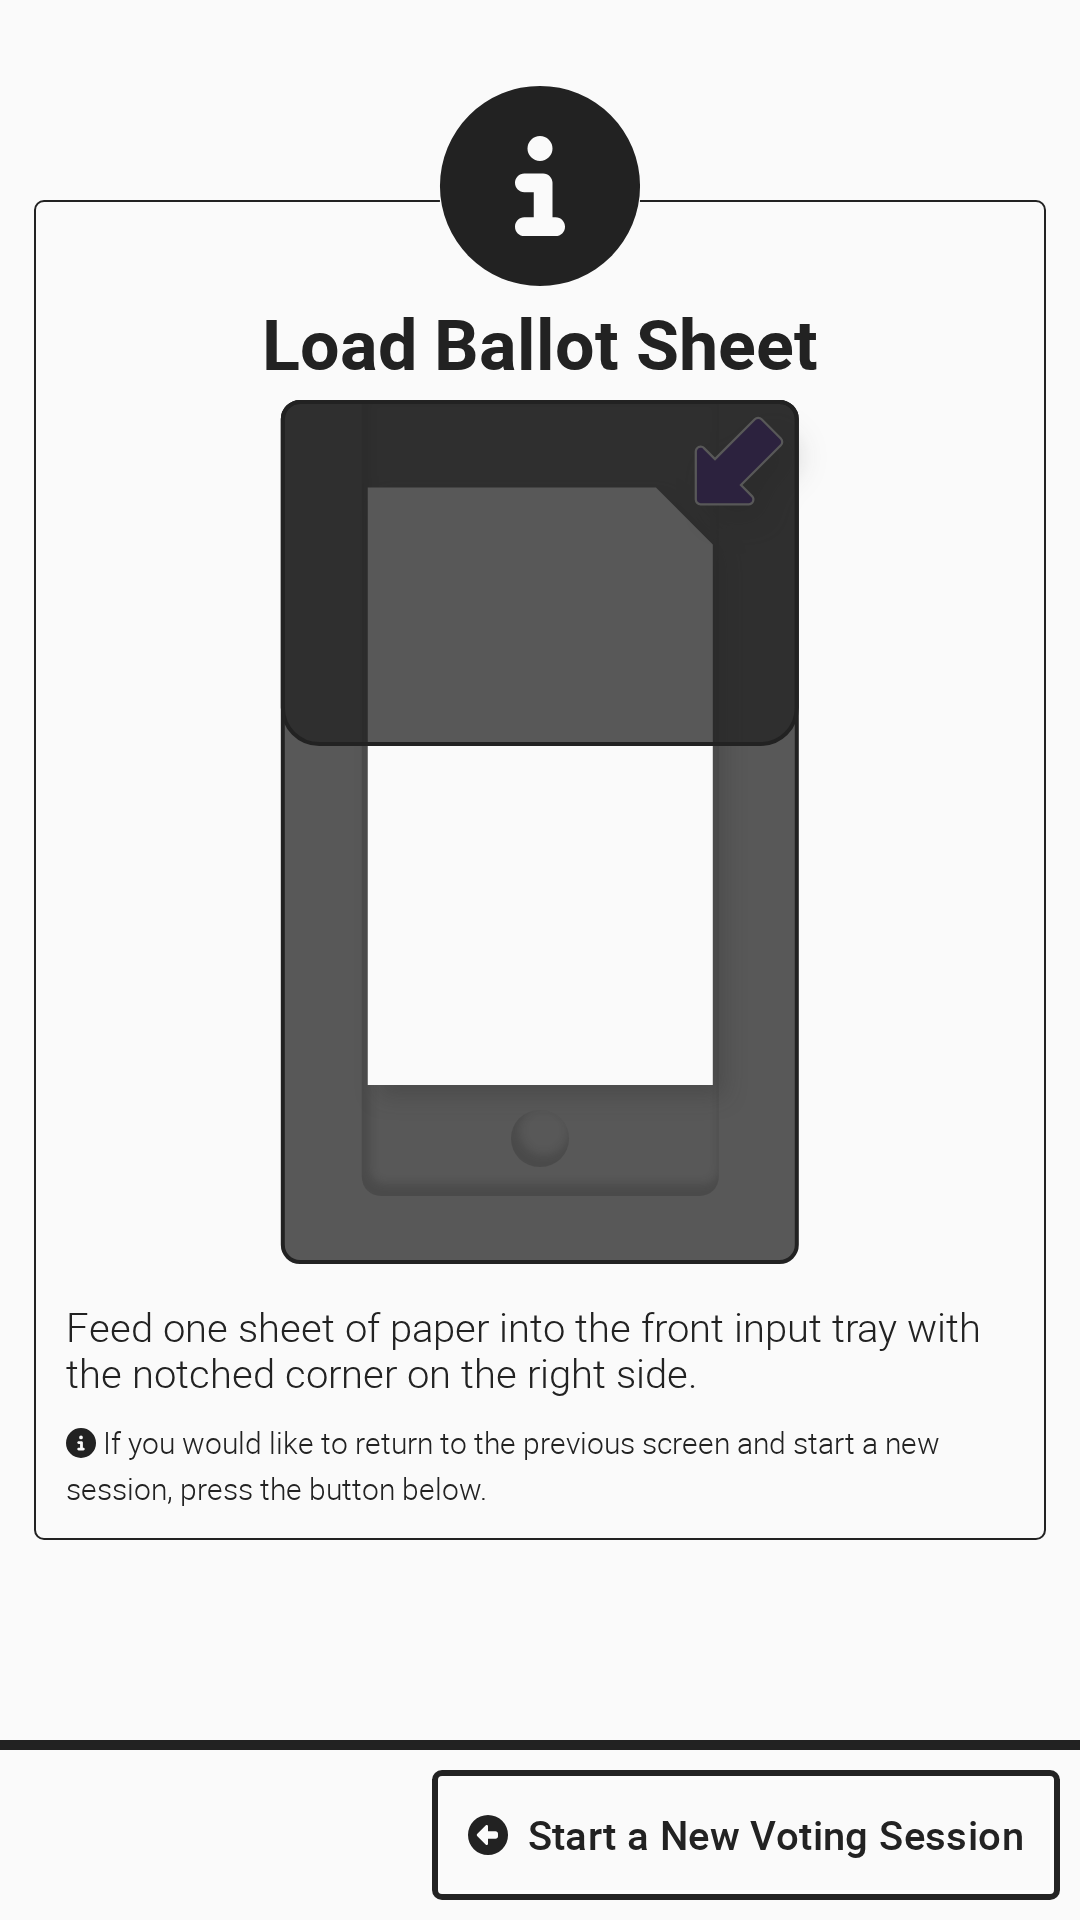 Load Ballot Sheet
Feed one sheet of paper into the front input tray with
the notched corner on the right side.
If you would like to return to the previous screen and start a new
session, press the button below.
Start a New Voting Session